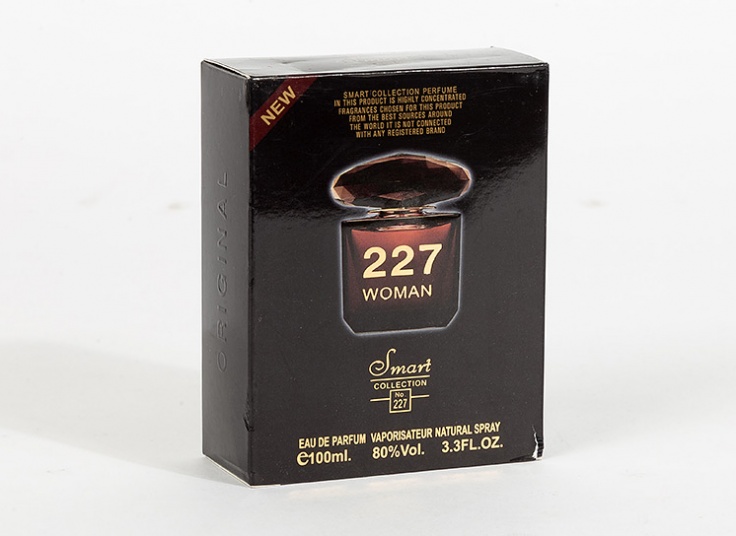 NEW
SMART COLLECTION PERFUME
IN THIS PRODUCT IS HIGHLY CONCENTRATED
FRAGRANCES CHOSEN FOR THIS PRODUCT
FROM THE BEST SOURCES AROUND
THE WORLD IT IS NOT CONNECTED
WITH ANY REGISTERED BRAND
ORIGINAL
227
WOMAN
Smart
COLLECTION
No.
227
EAU DE PARFUM VAPORISATEUR NATURAL SPRAY
℮100ml. 80%Vol. 3.3FL.OZ.